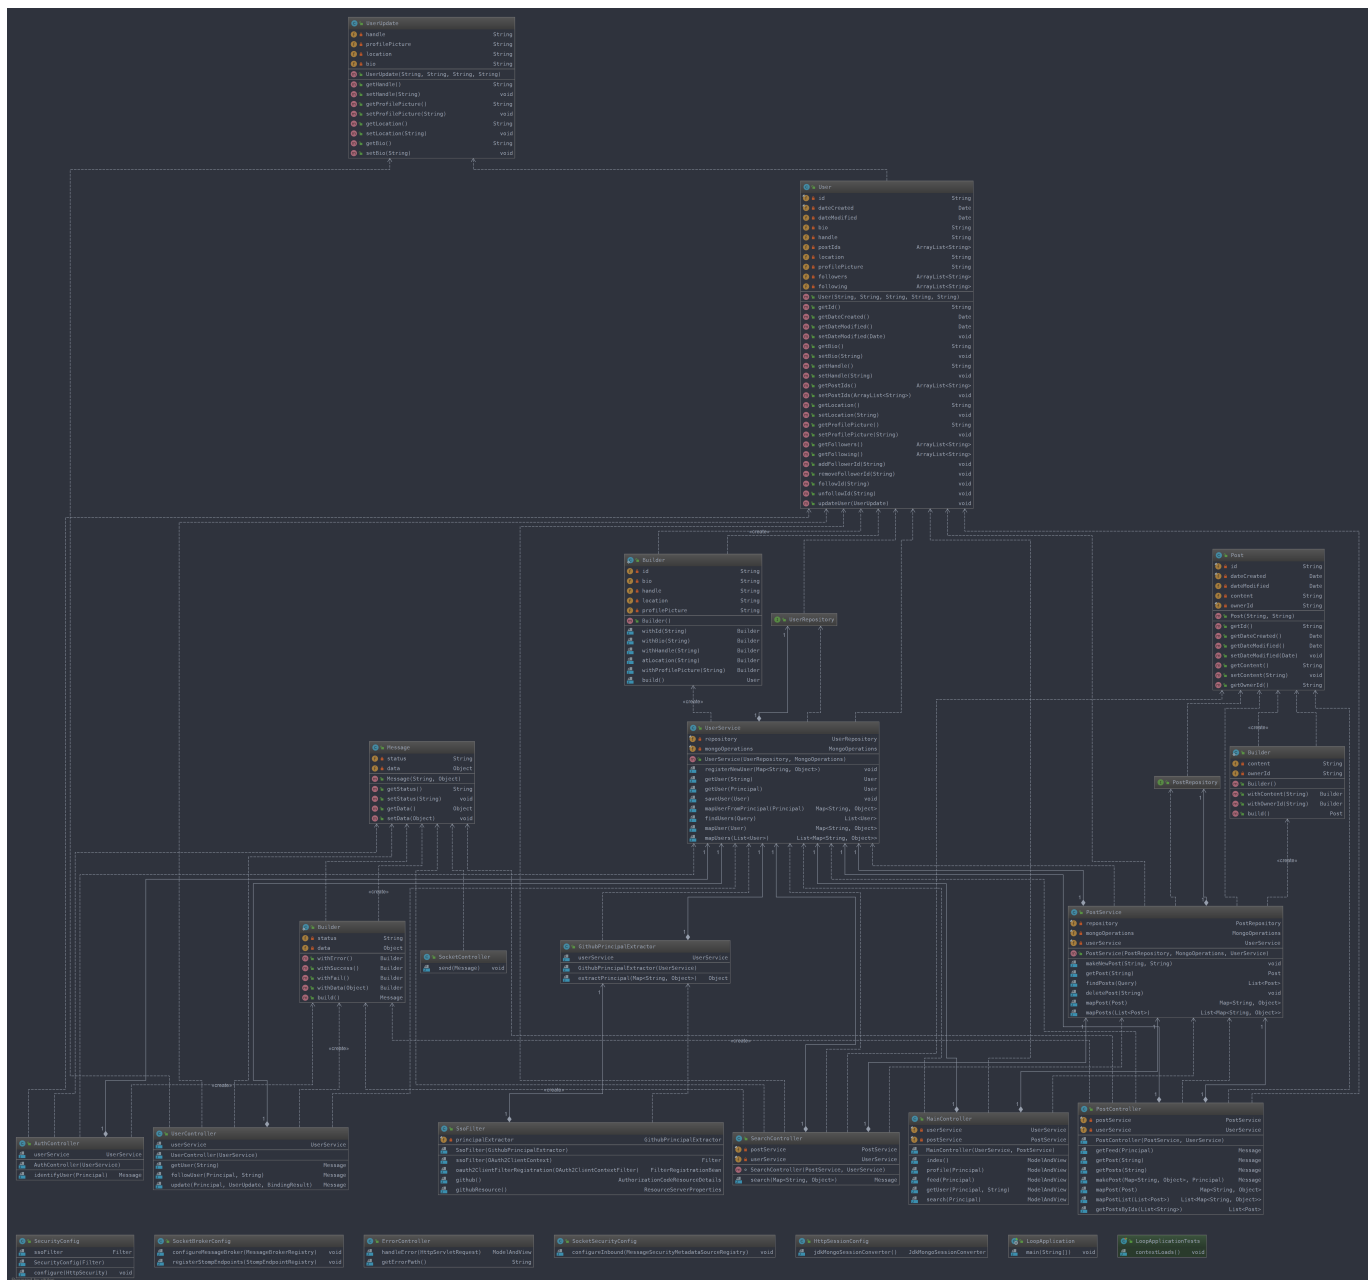 UserUpdate
handle String
profilePicture String
location String
bio String
UserUpdate(String, String, String, String)
getHandle() String
setHandle(String) void
getProfilePicture() String
setProfilePicture(String) void
getLocation() String
setLocation(String) void
getBio() String
setBio(String) void
User
id String
dateCreated Date
dateModified Date
bio String
handle String
postIds ArrayList<String>
location String
profilePicture String
followers ArrayList<String>
following ArrayList<String>
User(String, String, String, String, String)
getId() String
getDateCreated() Date
getDateModified() Date
setDateModified(Date) void
getBio() String
setBio(String) void
getHandle() String
setHandle(String) void
getPostIds() ArrayList<String>
setPostIds(ArrayList<String>) void
getLocation() String
setLocation(String) void
getProfilePicture() String
setProfilePicture(String) void
getFollowers() ArrayList<String>
getFollowing() ArrayList<String>
addFollowerId(String) void
removeFollowerId(String) void
followId(String) void
unfollowId(String) void
updateUser(UserUpdate) void
«create»
Builder
id String
bio String
handle String
location String
profilePicture String
Builder()
withId(String) Builder
withBio(String) Builder
withHandle(String) Builder
atLocation(String) Builder
withProfilePicture(String) Builder
build() User
UserRepository
Post
id String
dateCreated Date
dateModified Date
content String
ownerId String
Post(String, String)
getId() String
getDateCreated() Date
getDateModified() Date
setDateModified(Date) void
getContent() String
setContent(String) void
getOwnerId() String
1
«create»
1
UserService
repository UserRepository
mongoOperations MongoOperations
UserService(UserRepository, MongoOperations)
registerNewUser(Map<String, Object>) void
getUser(String) User
getUser(Principal) User
saveUser(User) void
mapUserFromPrincipal(Principal) Map<String, Object>
findUsers(Query) List<User>
mapUser(User) Map<String, Object>
mapUsers(List<User>) List<Map<String, Object>>
«create»
Message
status String
data Object
Message(String, Object)
getStatus() String
setStatus(String) void
getData() Object
setData(Object) void
Builder
content String
ownerId String
Builder()
withContent(String) Builder
withOwnerId(String) Builder
build() Post
PostRepository
1
«create»
1 1 1 1 1 1 1
«create»
Builder
status String
data Object
withError() Builder
withSuccess() Builder
withFail() Builder
withData(Object) Builder
build() Message
SocketController
send(Message) void
GithubPrincipalExtractor
userService UserService
GithubPrincipalExtractor(UserService)
extractPrincipal(Map<String, Object>) Object
PostService
repository PostRepository
mongoOperations MongoOperations
userService UserService
PostService(PostRepository, MongoOperations, UserService)
makeNewPost(String, String) void
getPost(String) Post
findPosts(Query) List<Post>
deletePost(String) void
mapPost(Post) Map<String, Object>
mapPosts(List<Post>) List<Map<String, Object>>
«create»
«create»
«create»
«create»
AuthController
userService UserService
AuthController(UserService)
identifyUser(Principal) Message
UserController
userService UserService
UserController(UserService)
getUser(String) Message
followUser(Principal, String) Message
update(Principal, UserUpdate, BindingResult) Message
SsoFilter
principalExtractor GithubPrincipalExtractor
SsoFilter(GithubPrincipalExtractor)
ssoFilter(OAuth2ClientContext) Filter
oauth2ClientFilterRegistration(OAuth2ClientContextFilter) FilterRegistrationBean
github() AuthorizationCodeResourceDetails
githubResource() ResourceServerProperties
SearchController
postService PostService
userService UserService
SearchController(PostService, UserService)
search(Map<String, Object>) Message
MainController
userService UserService
postService PostService
MainController(UserService, PostService)
index() ModelAndView
profile(Principal) ModelAndView
feed(Principal) ModelAndView
getUser(Principal, String) ModelAndView
search(Principal) ModelAndView
PostController
postService PostService
userService UserService
PostController(PostService, UserService)
getFeed(Principal) Message
getPost(String) Message
getPosts(String) Message
makePost(Map<String, Object>, Principal) Message
mapPost(Post) Map<String, Object>
mapPostList(List<Post>) List<Map<String, Object>>
getPostsByIds(List<String>) List<Post>
SecurityConfig
ssoFilter Filter
SecurityConfig(Filter)
configure(HttpSecurity) void
SocketBrokerConfig
configureMessageBroker(MessageBrokerRegistry) void
registerStompEndpoints(StompEndpointRegistry) void
ErrorController
handleError(HttpServletRequest) ModelAndView
getErrorPath() String
SocketSecurityConfig
configureInbound(MessageSecurityMetadataSourceRegistry) void
HttpSessionConfig
jdkMongoSessionConverter() JdkMongoSessionConverter
LoopApplication
main(String[]) void
LoopApplicationTests
contextLoads() void